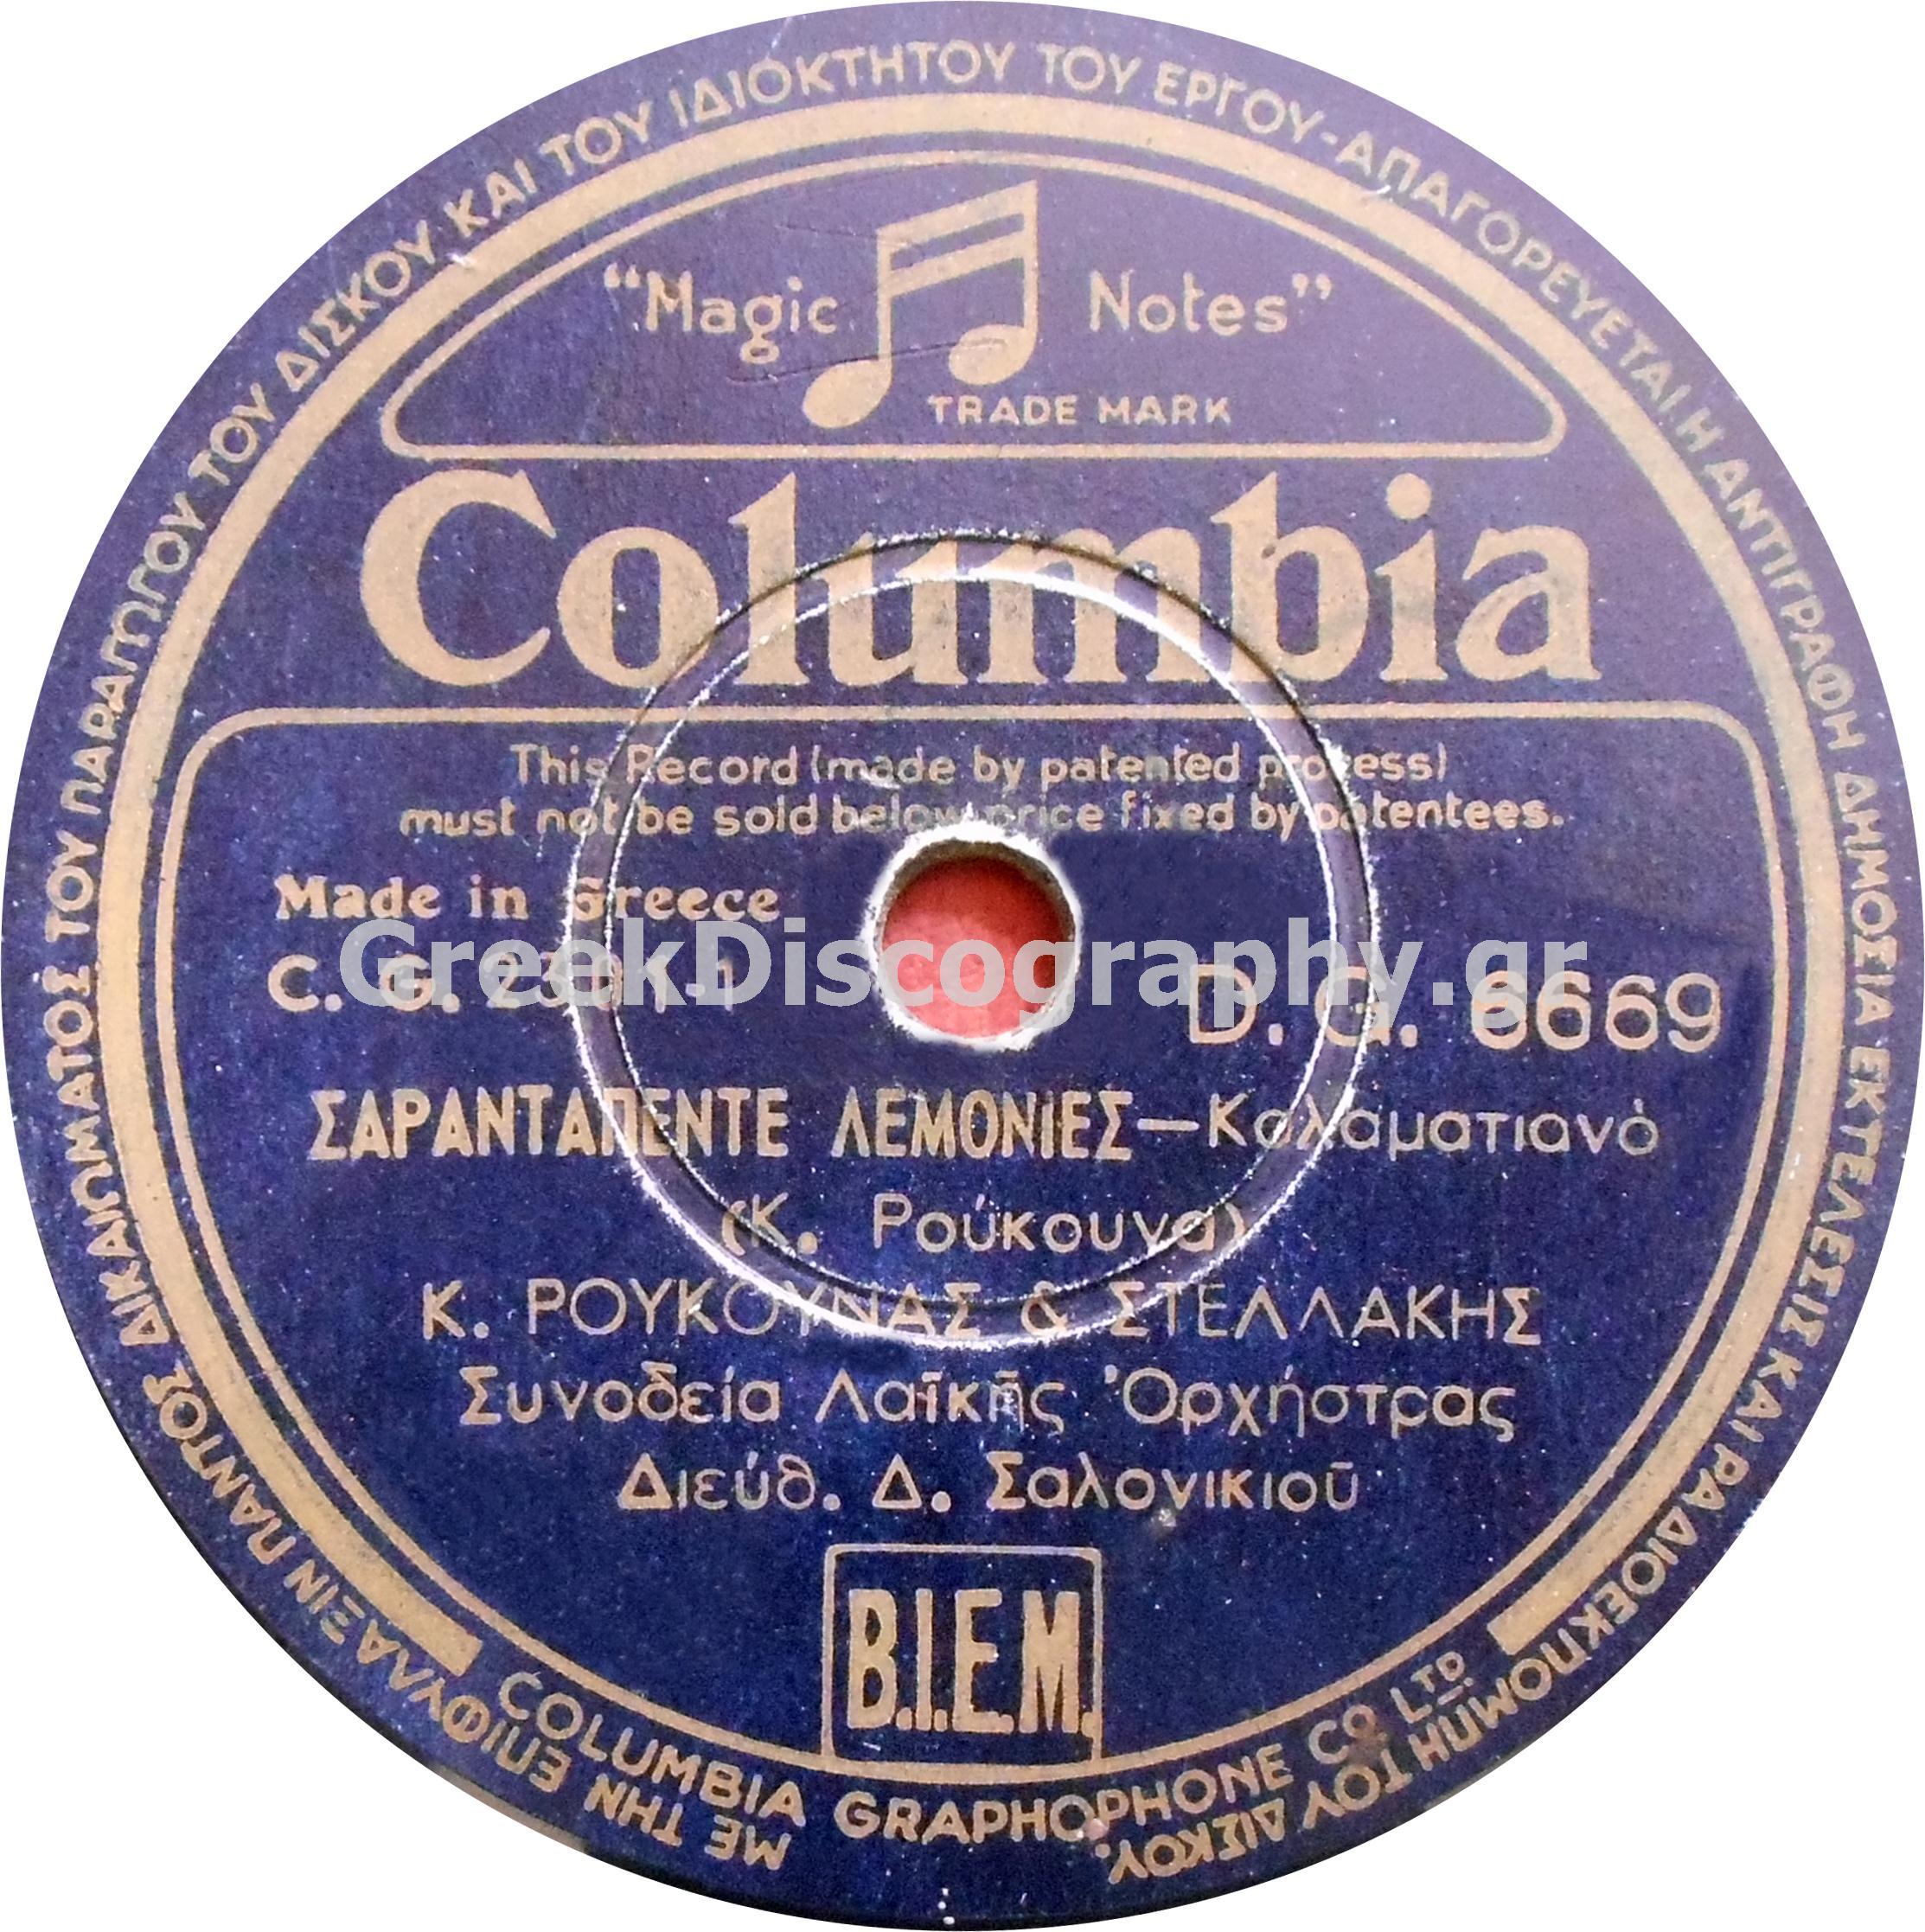 ΜΕ ΤΗΝ ΕΠΙΦΥΛΑΞΙΝ ΠΑΝΤΟΣ ΔΙΚΑΙΩΜΑΤΟΣ ΤΟΥ ΠΑΡΑΓΩΓΟΥ ΤΟΥ ΔΙΣΚΟΥ ΚΑΙ ΤΟΥ ΙΔΙΟΚΤΗΤΟΥ ΤΟΥ ΕΡΓΟΥ-ΑΠΑΓΟΡΕΥΕΤΑΙ Η ΑΝΤΙΓΡΑΦΗ ΔΗΜΟΣΙΑ ΕΚΤΕΛΕΣΙΣ ΚΑΙ ΡΑΔΙΟΕΚΠΟΜΠΗ ΤΟΥ ΔΙΣΚΟΥ.
"Magic Notes"
TRADE MARK
Columbia
This Record (made by patented process)
must not be sold below price fixed by patentees.
Made in Greece
GreekDiscography.gr
C. G.
D. G. 6669
ΣΑΡΑΝΤΑΠΕΝΤΕ ΛΕΜΟΝΙΕΣ—Καλαματιανό
(Κ. Ρούκουνα)
Κ. ΡΟΥΚΟΥΝΑΣ & ΣΤΕΛΛΑΚΗΣ
Συνοδεία Λαϊκῆς Ὀρχήστρας
Διεύθ. Δ. Σαλονικιοῦ
B.I.E.M.
COLUMBIA GRAPHOPHONE CO LTD